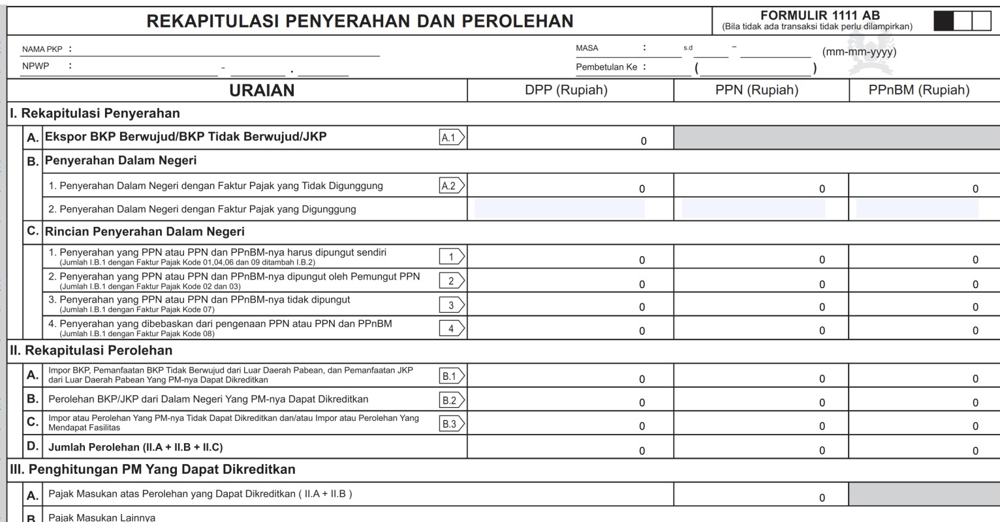 REKAPITULASI PENYERAHAN DAN PEROLEHAN
FORMULIR 1111 AB
(Bila tidak ada transaksi tidak perlu dilampirkan)
NAMA PKP :
MASA : s.d –
(mm-mm-yyyy)
NPWP : - .
Pembetulan Ke : ( )
URAIAN DPP (Rupiah) PPN (Rupiah) PPnBM (Rupiah)
I. Rekapitulasi Penyerahan
A. Ekspor BKP Berwujud/BKP Tidak Berwujud/JKP A.1 0
B. Penyerahan Dalam Negeri
1. Penyerahan Dalam Negeri dengan Faktur Pajak yang Tidak Digunggung A.2 0 0 0
2. Penyerahan Dalam Negeri dengan Faktur Pajak yang Digunggung
C. Rincian Penyerahan Dalam Negeri
1. Penyerahan yang PPN atau PPN dan PPnBM-nya harus dipungut sendiri 1 0 0 0
(Jumlah I.B.1 dengan Faktur Pajak Kode 01,04,06 dan 09 ditambah I.B.2)
2. Penyerahan yang PPN atau PPN dan PPnBM-nya dipungut oleh Pemungut PPN 2 0 0 0
(Jumlah I.B.1 dengan Faktur Pajak Kode 02 dan 03)
3. Penyerahan yang PPN atau PPN dan PPnBM-nya tidak dipungut 3 0 0 0
(Jumlah I.B.1 dengan Faktur Pajak Kode 07)
4. Penyerahan yang dibebaskan dari pengenaan PPN atau PPN dan PPnBM 4 0 0 0
(Jumlah I.B.1 dengan Faktur Pajak Kode 08)
II. Rekapitulasi Perolehan
A. Impor BKP, Pemanfaatan BKP Tidak Berwujud dari Luar Daerah Pabean, dan Pemanfaatan JKP
dari Luar Daerah Pabean Yang PM-nya Dapat Dikreditkan B.1 0 0 0
B. Perolehan BKP/JKP dari Dalam Negeri Yang PM-nya Dapat Dikreditkan B.2 0 0 0
C. Impor atau Perolehan Yang PM-nya Tidak Dapat Dikreditkan dan/atau Impor atau Perolehan Yang
Mendapat Fasilitas B.3 0 0 0
D. Jumlah Perolehan (II.A + II.B + II.C) 0 0 0
III. Penghitungan PM Yang Dapat Dikreditkan
A. Pajak Masukan atas Perolehan yang Dapat Dikreditkan ( II.A + II.B ) 0
B Pajak Masukan Lainnya